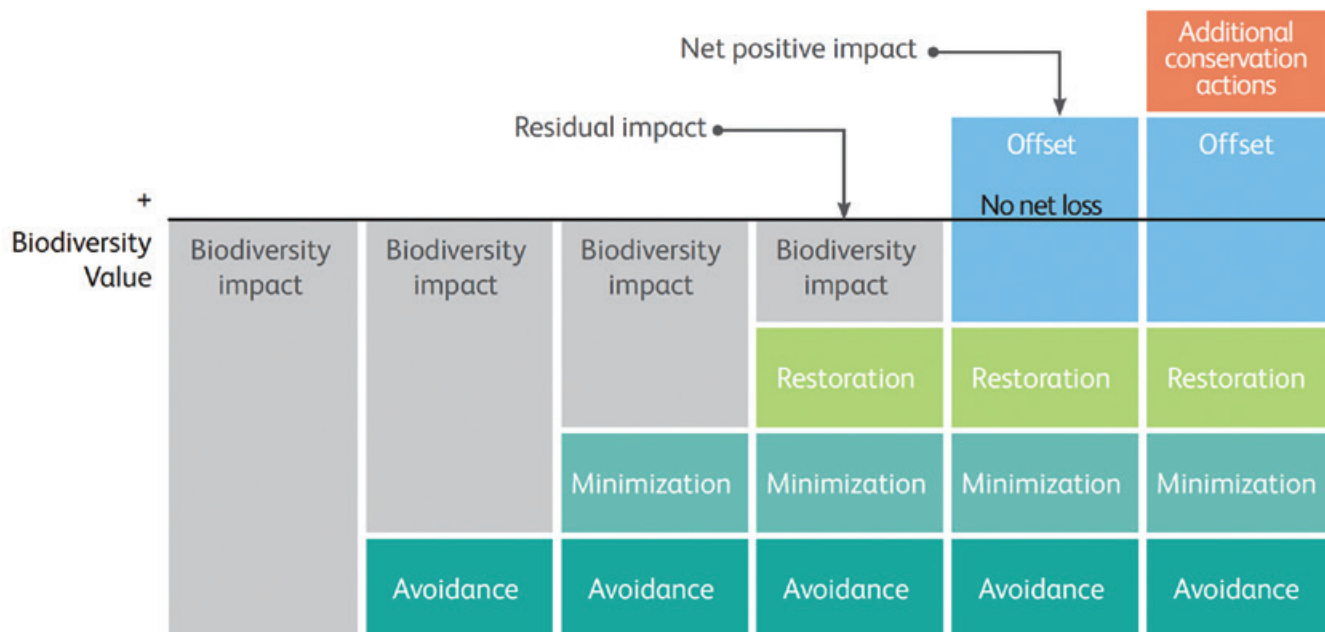 Additional
conservation
actions
Net positive impact
Residual impact
Offset
Offset
+
No net loss
Biodiversity
Value
Biodiversity
impact
Biodiversity
impact
Biodiversity
impact
Biodiversity
impact
Restoration
Restoration
Restoration
Minimization
Minimization
Minimization
Minimization
Avoidance
Avoidance
Avoidance
Avoidance
Avoidance